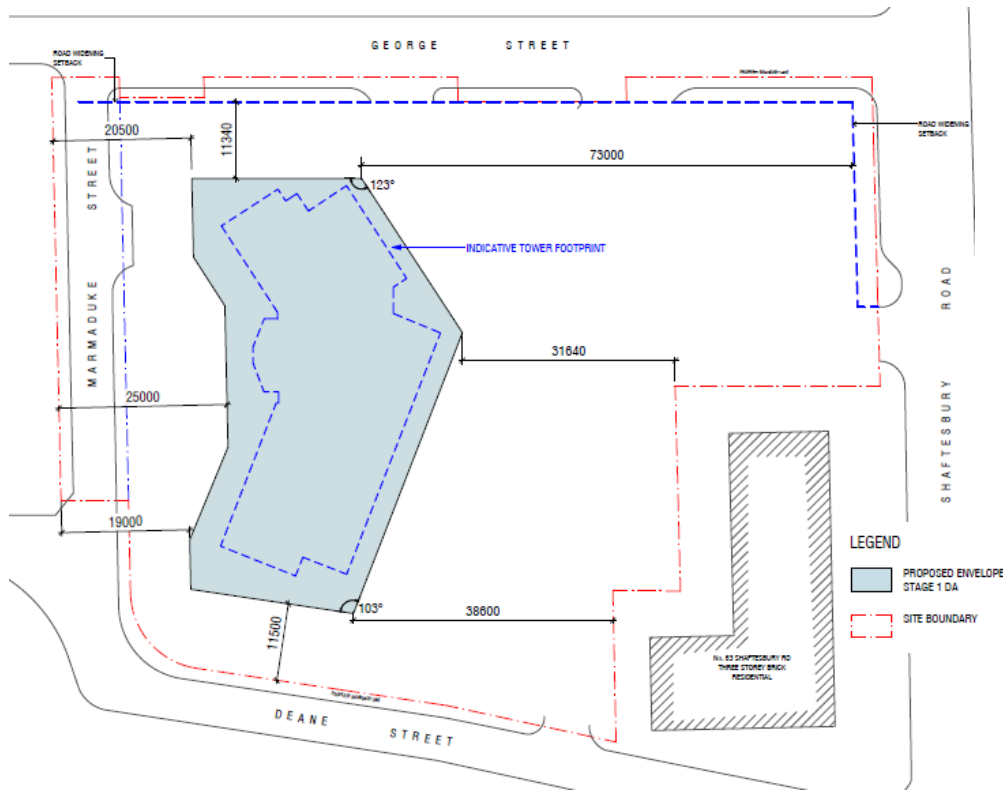 GEORGE STREET
ROAD WIDENING
SETBACK
20500
11340
73000
ROAD WIDENING
SETBACK
123°
INDICATIVE TOWER FOOTPRINT
MARMADUKE STREET
SHAFTESBURY ROAD
31640
25000
19000
LEGEND
PROPOSED ENVELOPE
STAGE 1 DA
SITE BOUNDARY
103°
38600
11500
No. 63 SHAFTESBURY RD
THREE STOREY BRICK
RESIDENTIAL
DEANE STREET